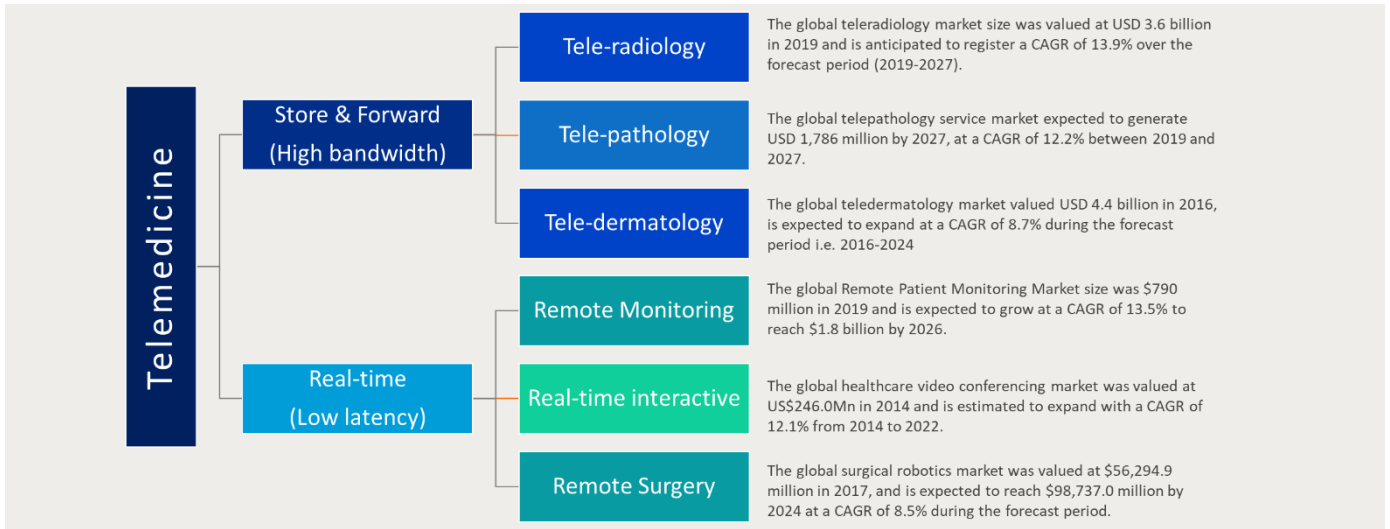 Telemedicine
Store & Forward
(High bandwidth)
Tele-radiology
The global teleradiology market size was valued at USD 3.6 billion
in 2019 and is anticipated to register a CAGR of 13.9% over the
forecast period (2019-2027).
Tele-pathology
The global telepathology service market expected to generate
USD 1,786 million by 2027, at a CAGR of 12.2% between 2019 and
2027.
Tele-dermatology
The global teledermatology market valued USD 4.4 billion in 2016,
is expected to expand at a CAGR of 8.7% during the forecast
period i.e. 2016-2024
Real-time
(Low latency)
Remote Monitoring
The global Remote Patient Monitoring Market size was $790
million in 2019 and is expected to grow at a CAGR of 13.5% to
reach $1.8 billion by 2026.
Real-time interactive
The global healthcare video conferencing market was valued at
US$246.0Mn in 2014 and is estimated to expand with a CAGR of
12.1% from 2014 to 2022.
Remote Surgery
The global surgical robotics market was valued at $56,294.9
million in 2017, and is expected to reach $98,737.0 million by
2024 at a CAGR of 8.5% during the forecast period.